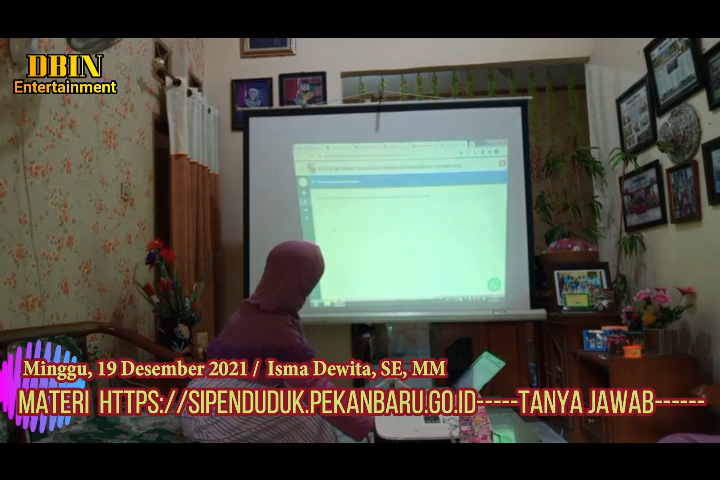 DBIN
Entertainment
Minggu, 19 Desember 2021 / Isma Dewita, SE, MM
MATERI HTTPS://SIPENDUDUK.PEKANBARU.GO.ID-----TANYA JAWAB------